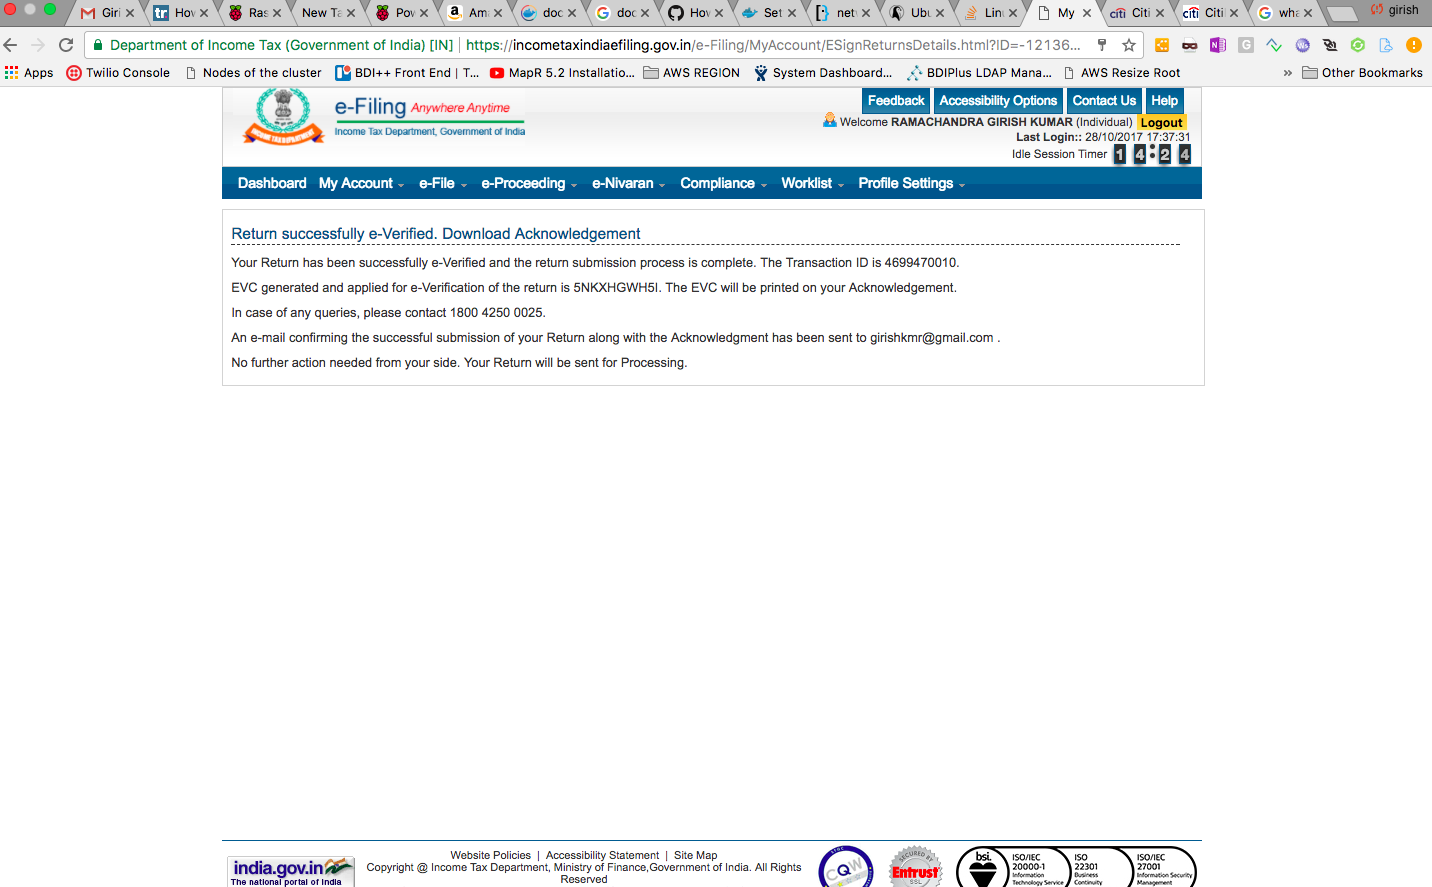 Giri
Hov
Ras
New Ta
Pow
Am
doc
doc
Hov
Set
net
Ubu
Linu
My
Citi
Citi
wha
girish
Department of Income Tax (Government of India) [IN] https://incometaxindiaefiling.gov.in/e-Filing/MyAccount/ESignReturnsDetails.html?ID=-12136...
Apps Twilio Console Nodes of the cluster BDI++ Front End | T... MapR 5.2 Installatio... AWS REGION System Dashboard... BDIPlus LDAP Mana... AWS Resize Root » Other Bookmarks
e-Filing Anywhere Anytime
Income Tax Department, Government of India
Feedback Accessibility Options Contact Us Help
Welcome RAMACHANDRA GIRISH KUMAR (Individual) Logout
Last Login:: 28/10/2017 17:37:31
Idle Session Timer 14:24
Dashboard My Account e-File e-Proceeding e-Nivaran Compliance Worklist Profile Settings
Return successfully e-Verified. Download Acknowledgement
Your Return has been successfully e-Verified and the return submission process is complete. The Transaction ID is 4699470010.
EVC generated and applied for e-Verification of the return is 5NKXHGWH5I. The EVC will be printed on your Acknowledgement.
In case of any queries, please contact 1800 4250 0025.
An e-mail confirming the successful submission of your Return along with the Acknowledgment has been sent to girishkmr@gmail.com .
No further action needed from your side. Your Return will be sent for Processing.
india.gov.in
The national portal of India
Website Policies | Accessibility Statement | Site Map
Copyright @ Income Tax Department, Ministry of Finance,Government of India. All Rights
Reserved
CQW
SECURED BY
Entrust
SSL
bsi.
ISO/IEC
20000-1
Information
Technology Service
ISO
22301
Business
Continuity
ISO/IEC
27001
Information Security
Management